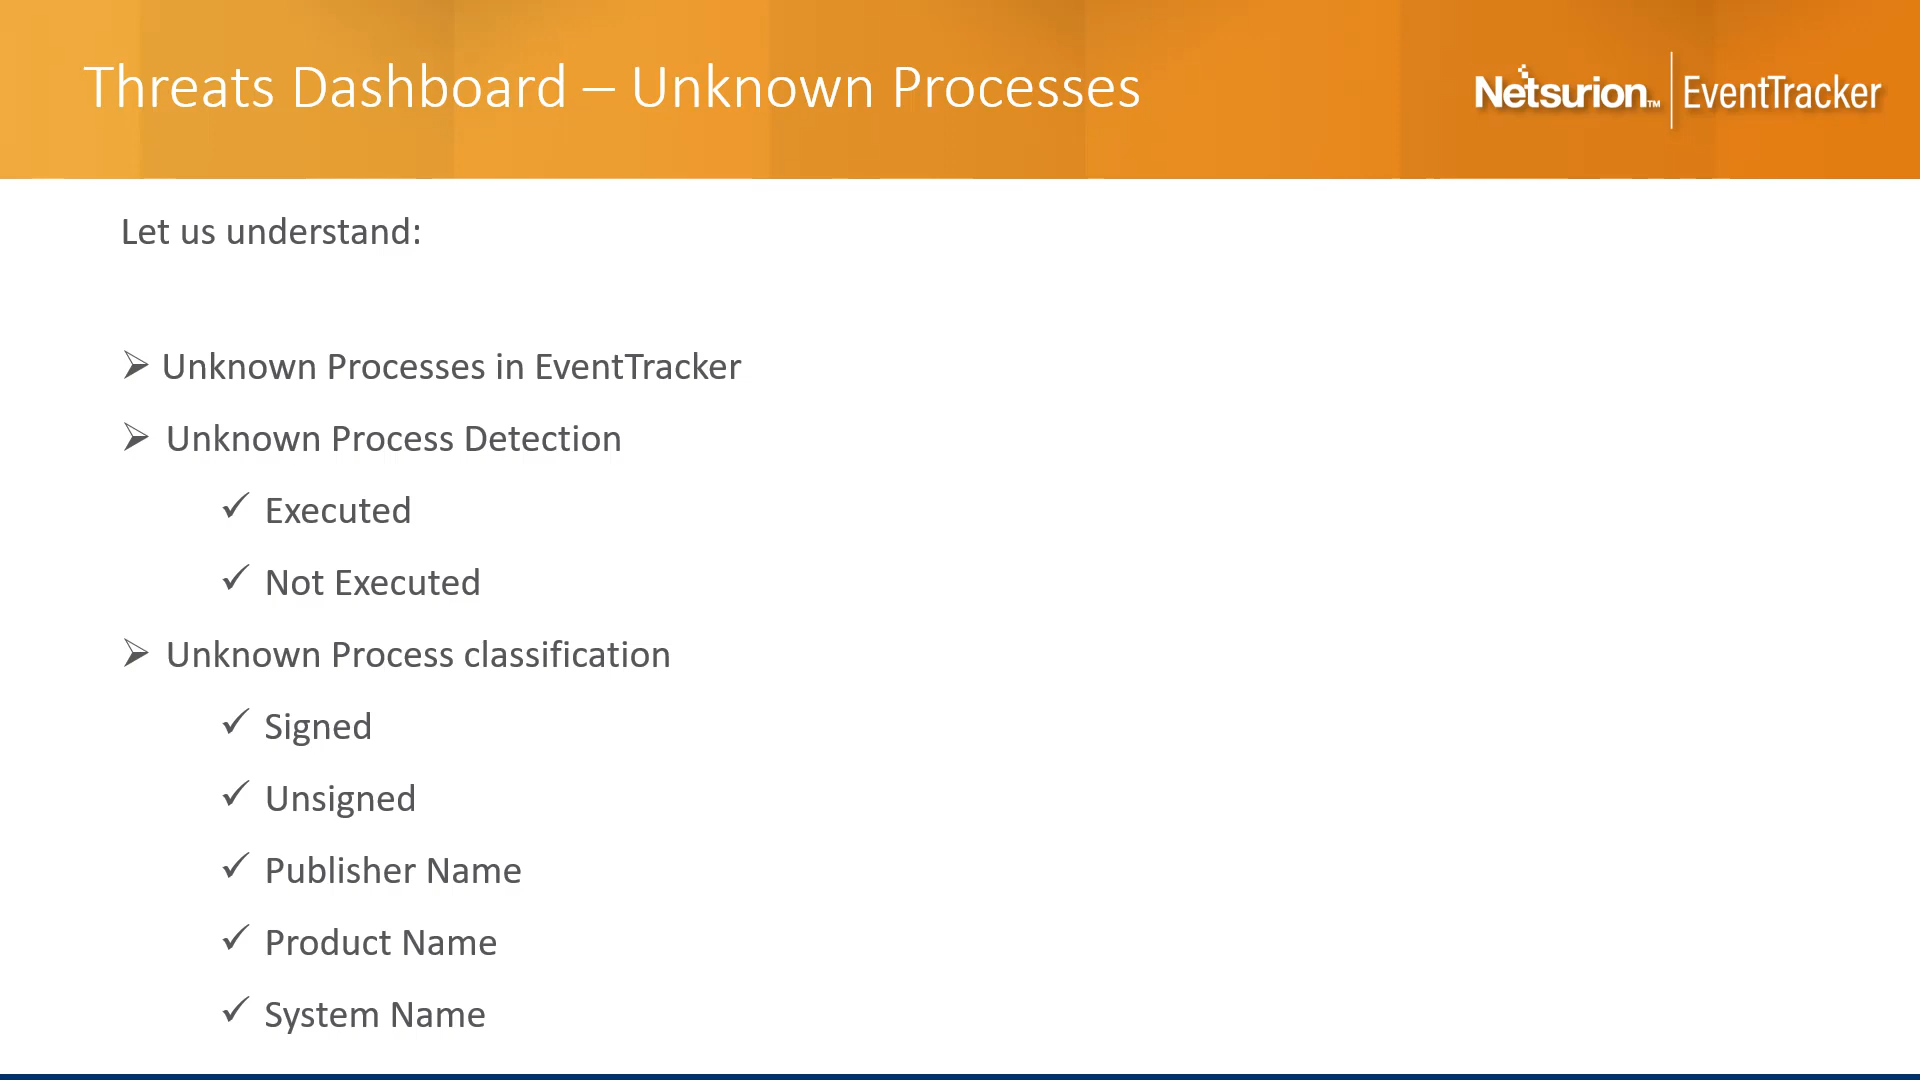 Threats Dashboard – Unknown Processes
Netsurion™ EventTracker
Let us understand:
➢ Unknown Processes in EventTracker
➢ Unknown Process Detection
✓ Executed
✓ Not Executed
➢ Unknown Process classification
✓ Signed
✓ Unsigned
✓ Publisher Name
✓ Product Name
✓ System Name